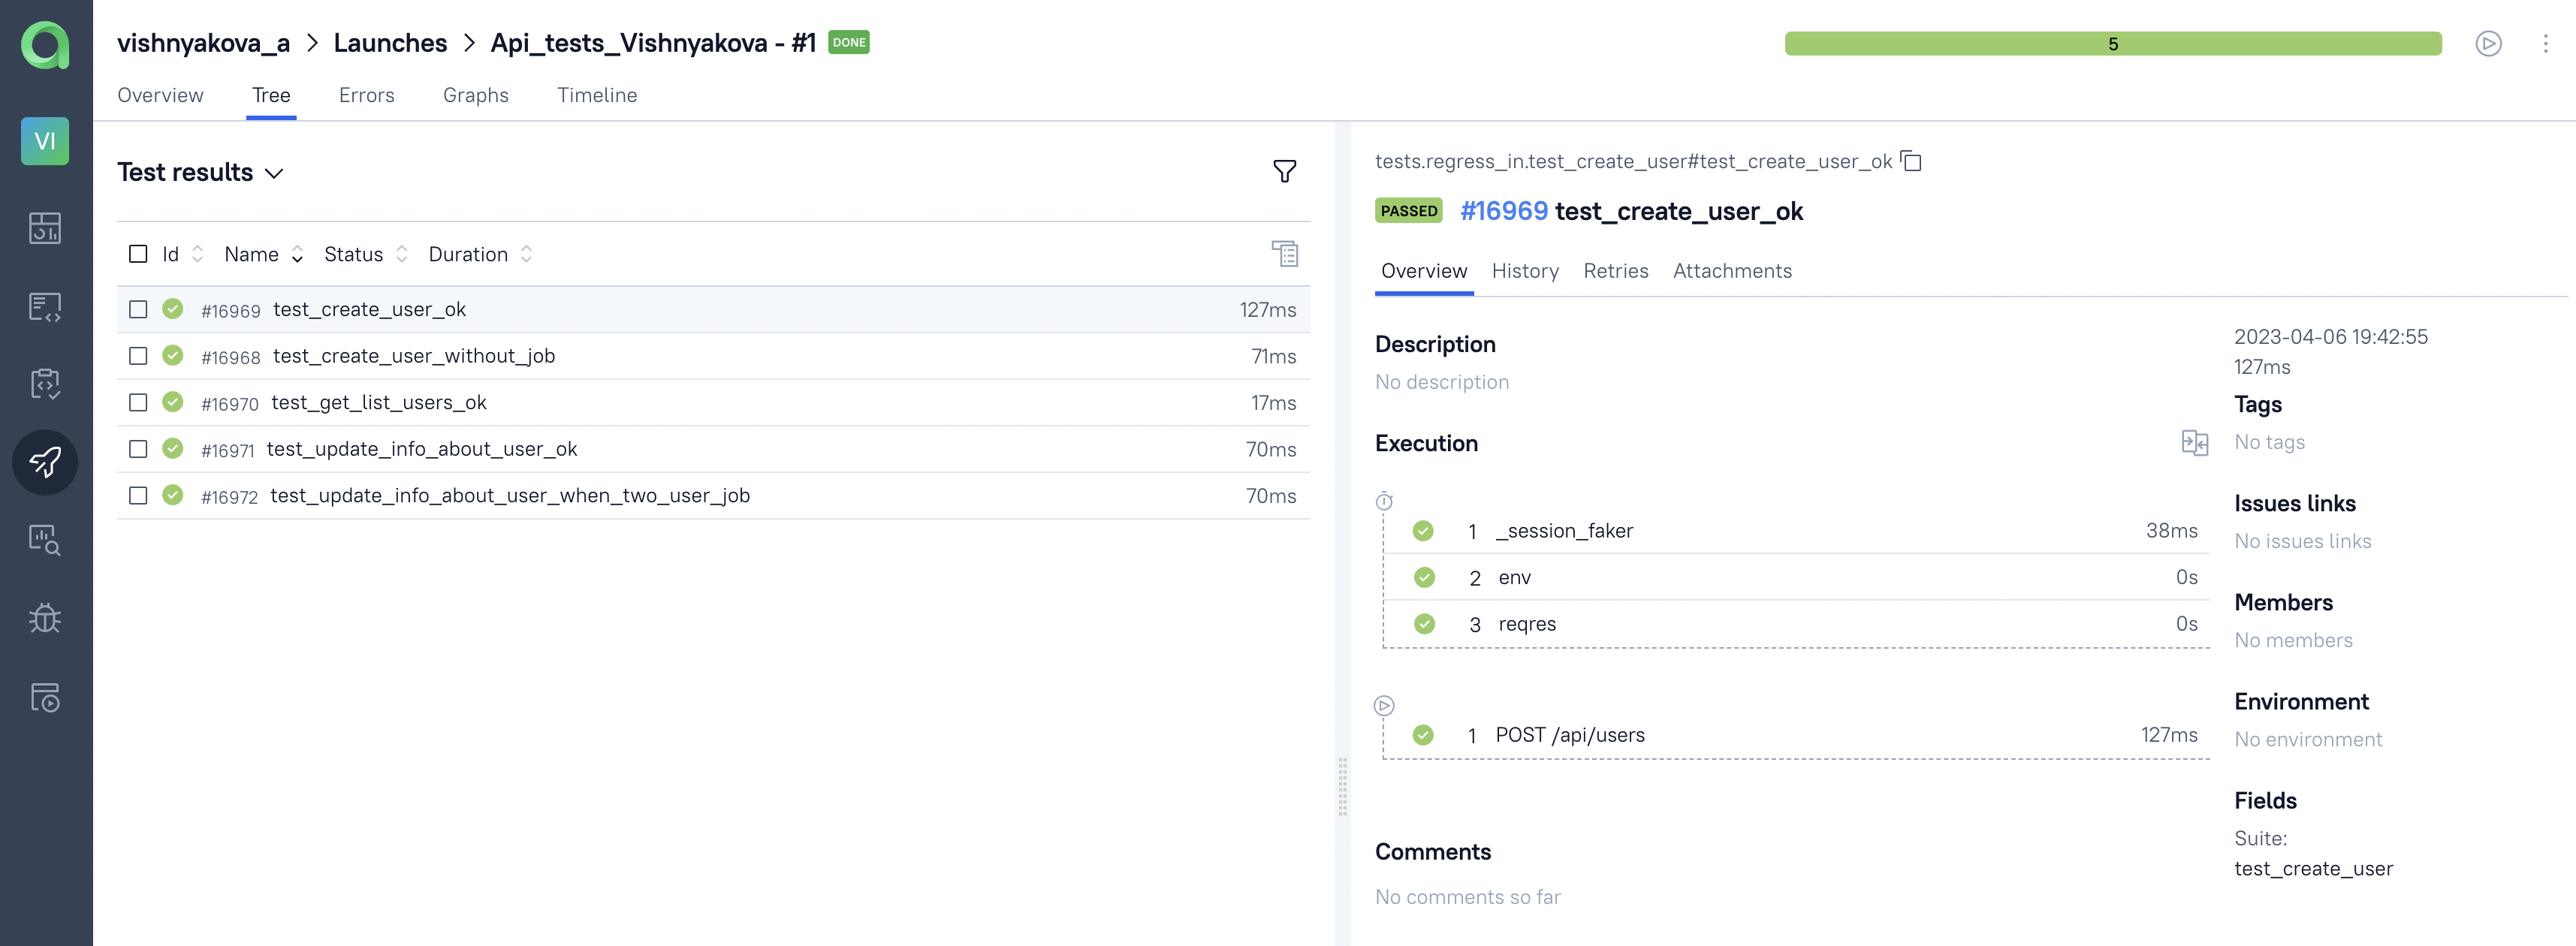 vishnyakova_a > Launches > Api_tests_Vishnyakova - #1 DONE
5
Overview Tree Errors Graphs Timeline
VI
Test results
Id Name Status Duration
#16969 test_create_user_ok 127ms
#16968 test_create_user_without_job 71ms
#16970 test_get_list_users_ok 17ms
#16971 test_update_info_about_user_ok 70ms
#16972 test_update_info_about_user_when_two_user_job 70ms
tests.regress_in.test_create_user#test_create_user_ok
PASSED #16969 test_create_user_ok
Overview History Retries Attachments
Description
No description
Execution
1 _session_faker 38ms
2 env 0s
3 reqres 0s
1 POST /api/users 127ms
Comments
No comments so far
2023-04-06 19:42:55
127ms
Tags
No tags
Issues links
No issues links
Members
No members
Environment
No environment
Fields
Suite:
test_create_user